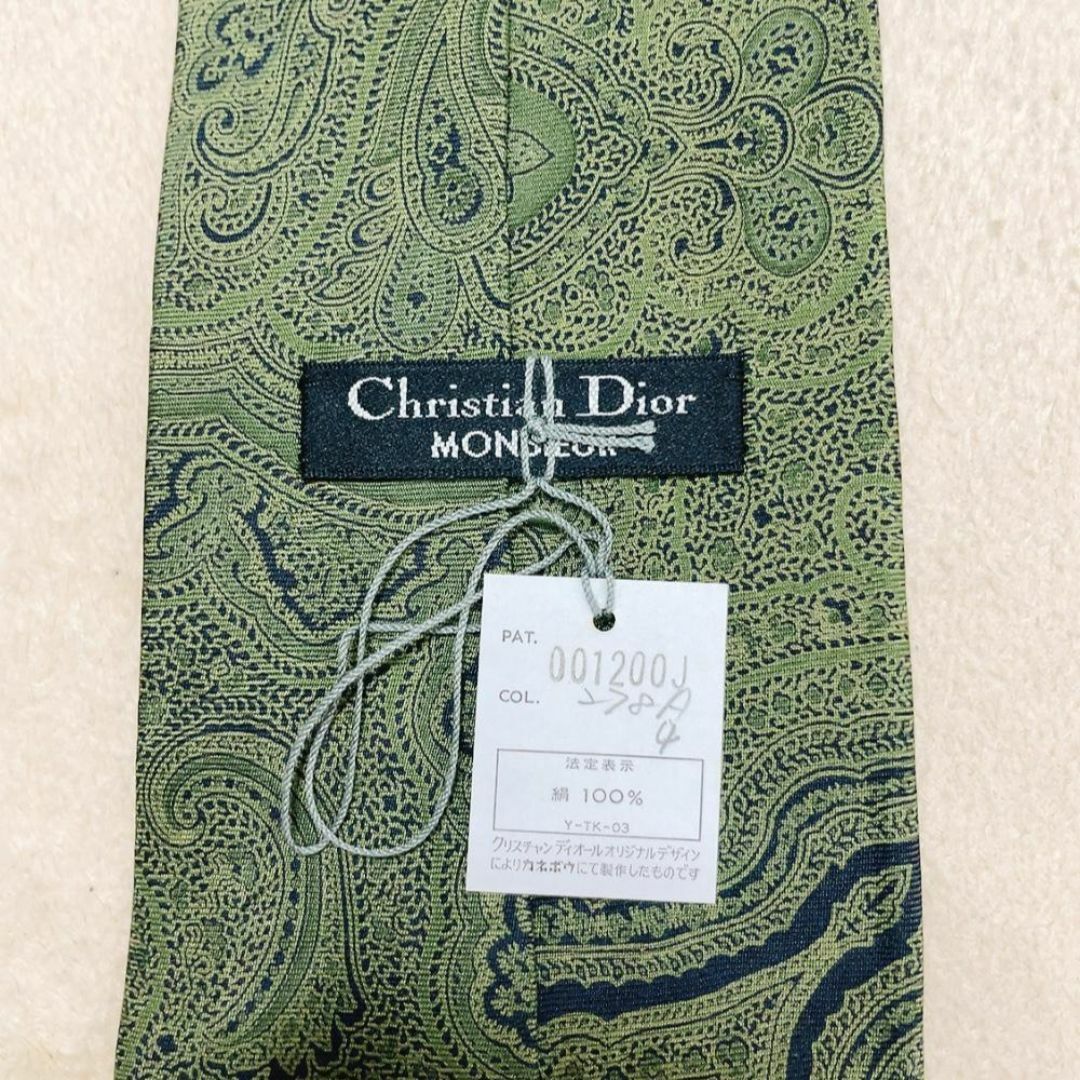 Christian Dior
MONSIEUR
PAT.
001200J
COL.
278A
4
法定表示
絹 100%
Y-TK-03
クリスチャン ディオールオリジナルデザイン
によりカネボウにて製作したものです